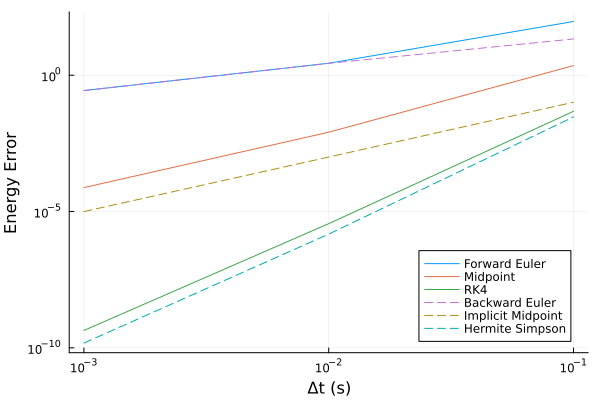 Energy Error
10⁰
10⁻⁵
10⁻¹⁰
10⁻³
10⁻²
10⁻¹
Δt (s)
Forward Euler
Midpoint
RK4
Backward Euler
Implicit Midpoint
Hermite Simpson